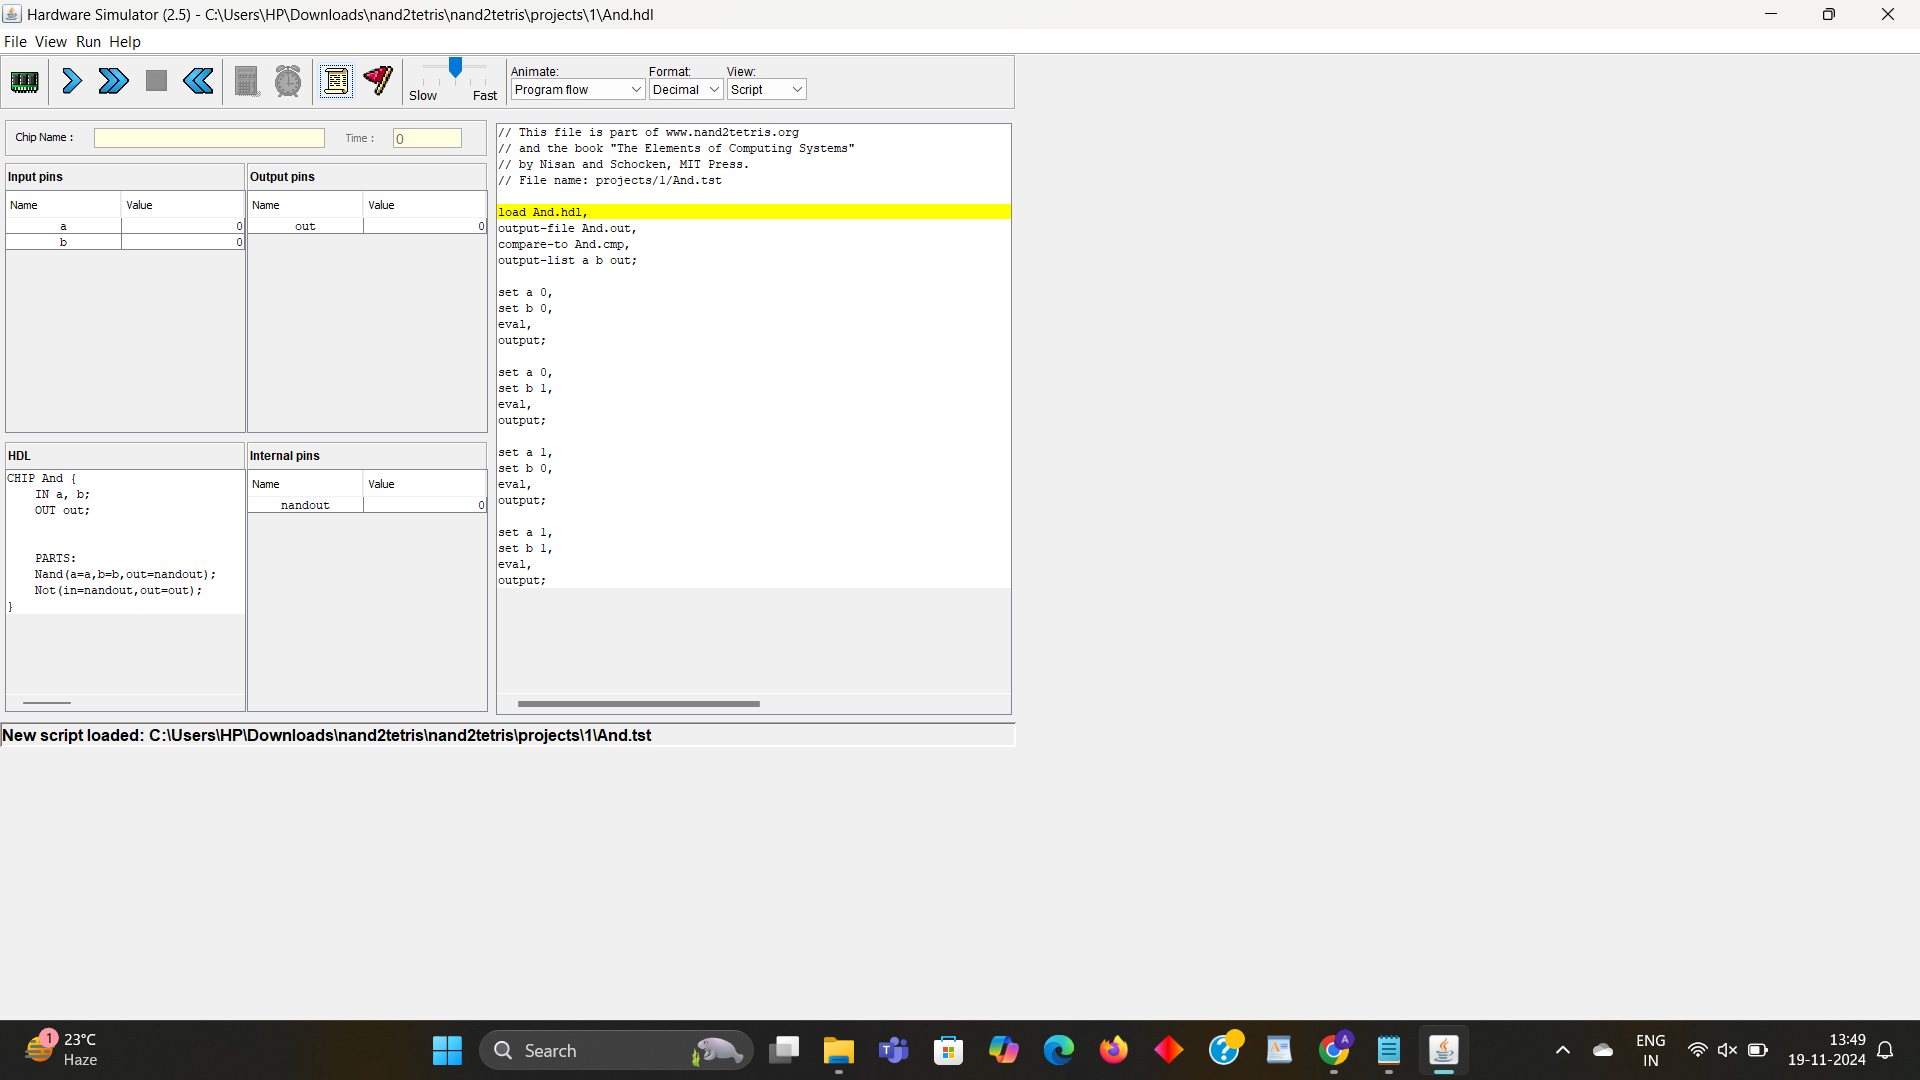 Hardware Simulator (2.5) - C:\Users\HP\Downloads\nand2tetris\nand2tetris\projects\1\And.hdl
File View Run Help
Slow Fast
Animate: Format: View:
Program flow Decimal Script
Chip Name : Time : 0
Input pins
Name Value
a 0
b 0
Output pins
Name Value
out 0
HDL
CHIP And {
IN a, b;
OUT out;
PARTS:
Nand(a=a,b=b,out=nandout);
Not(in=nandout,out=out);
}
Internal pins
Name Value
nandout 0
// This file is part of www.nand2tetris.org
// and the book "The Elements of Computing Systems"
// by Nisan and Schocken, MIT Press.
// File name: projects/1/And.tst
load And.hdl,
output-file And.out,
compare-to And.cmp,
output-list a b out;
set a 0,
set b 0,
eval,
output;
set a 0,
set b 1,
eval,
output;
set a 1,
set b 0,
eval,
output;
set a 1,
set b 1,
eval,
output;
New script loaded: C:\Users\HP\Downloads\nand2tetris\nand2tetris\projects\1\And.tst
1
23°C
Haze
Search
A
ENG
IN
13:49
19-11-2024